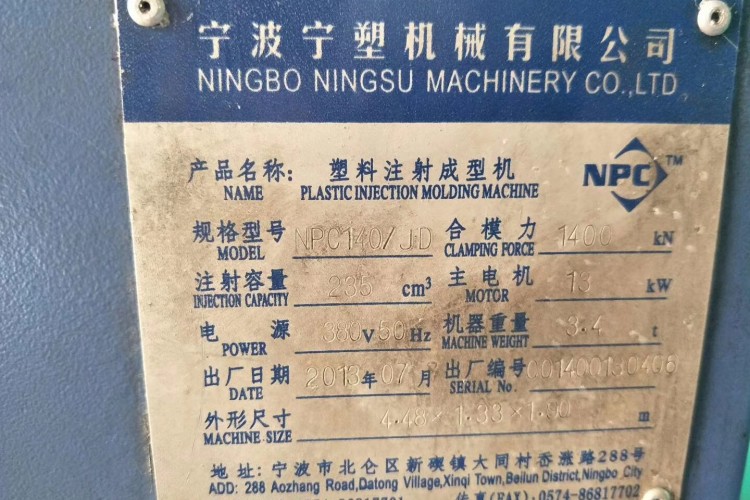 宁波宁塑机械有限公司
NINGBO NINGSU MACHINERY CO.,LTD
产品名称: 塑料注射成型机
NAME PLASTIC INJECTION MOLDING MACHINE
NPC™
规格型号 NPC140/JD 合模力 1400 kN
MODEL CLAMPING FORCE
注射容量 235 cm³ 主电机 13 kW
INJECTION CAPACITY MOTOR
电源 380V 50Hz 机器重量 3.4 t
POWER MACHINE WEIGHT
出厂日期 2013年07月 出厂编号
DATE SERIAL No.
外形尺寸 4.48×1.33×1.00 m
MACHINE SIZE
地址: 宁波市北仑区新碶镇大同村岙涨路288号
ADD: 288 Aozhang Road,Datong Village,Xinqi Town,Beilun District,Ningbo City
传真(FAX): 0574-86817702